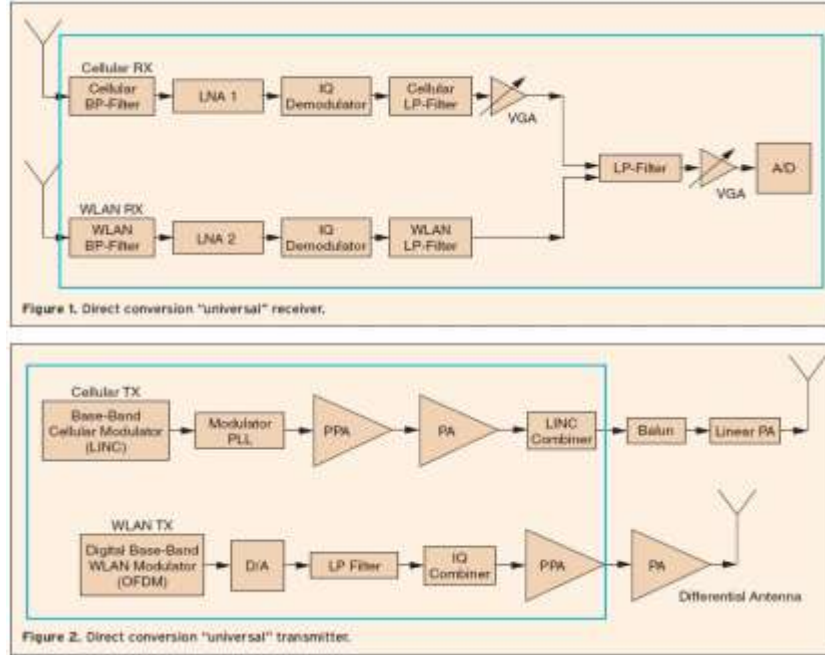 Cellular RX
Cellular
BP-Filter
LNA 1
IQ
Demodulator
Cellular
LP-Filter
VGA
LP-Filter
VGA
A/D
WLAN RX
WLAN
BP-Filter
LNA 2
IQ
Demodulator
WLAN
LP-Filter
Figure 1. Direct conversion "universal" receiver.
Cellular TX
Base-Band
Cellular Modulator
(LINC)
Modulator
PLL
PPA
PA
LINC
Combiner
Balun
Linear PA
WLAN TX
Digital Base-Band
WLAN Modulator
(OFDM)
D/A
LP Filter
IQ
Combiner
PPA
PA
Differential Antenna
Figure 2. Direct conversion "universal" transmitter.